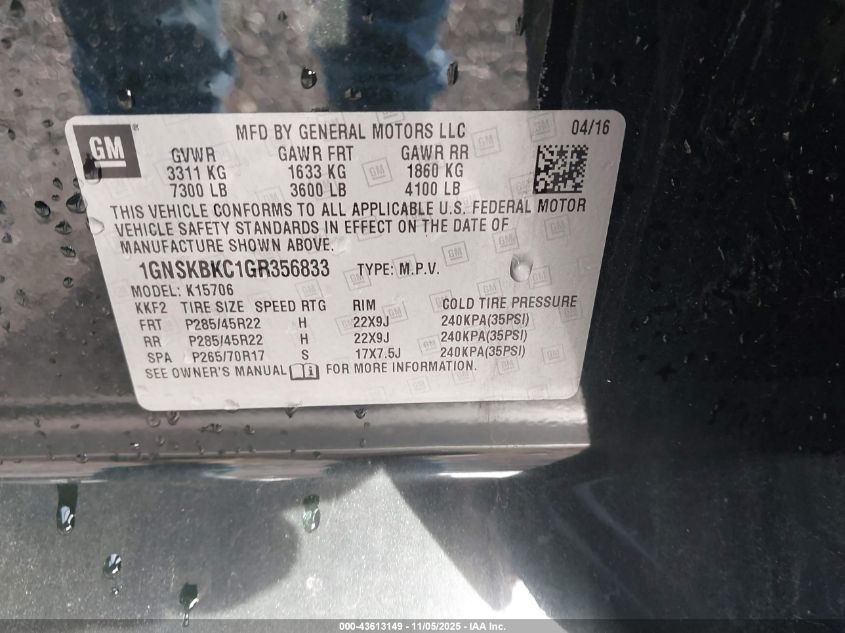 GM
MFD BY GENERAL MOTORS LLC 04/16
GVWR GAWR FRT GAWR RR
3311 KG 1633 KG 1860 KG
7300 LB 3600 LB 4100 LB
THIS VEHICLE CONFORMS TO ALL APPLICABLE U.S. FEDERAL MOTOR
VEHICLE SAFETY STANDARDS IN EFFECT ON THE DATE OF
MANUFACTURE SHOWN ABOVE.
1GNSKBKC1GR356833 TYPE: M.P.V.
MODEL: K15706
KKF2 TIRE SIZE SPEED RTG RIM COLD TIRE PRESSURE
FRT P285/45R22 H 22X9J 240KPA(35PSI)
RR P285/45R22 H 22X9J 240KPA(35PSI)
SPA P265/70R17 S 17X7.5J 240KPA(35PSI)
SEE OWNER'S MANUAL FOR MORE INFORMATION.
000-43613149 - 11/05/2025 - IAA Inc.